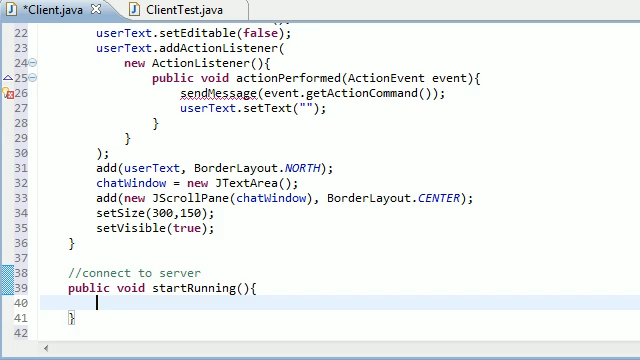 *Client.java ClientTest.java
22
23 userText.setEditable(false);
userText.addActionListener(
24 new ActionListener(){
25 public void actionPerformed(ActionEvent event){
26 sendMessage(event.getActionCommand());
27 userText.setText("");
28 }
29 }
30 );
31 add(userText, BorderLayout.NORTH);
32 chatWindow = new JTextArea();
33 add(new JScrollPane(chatWindow), BorderLayout.CENTER);
34 setSize(300,150);
35 setVisible(true);
36 }
37
38 //connect to server
39 public void startRunning(){
40
41 }
42